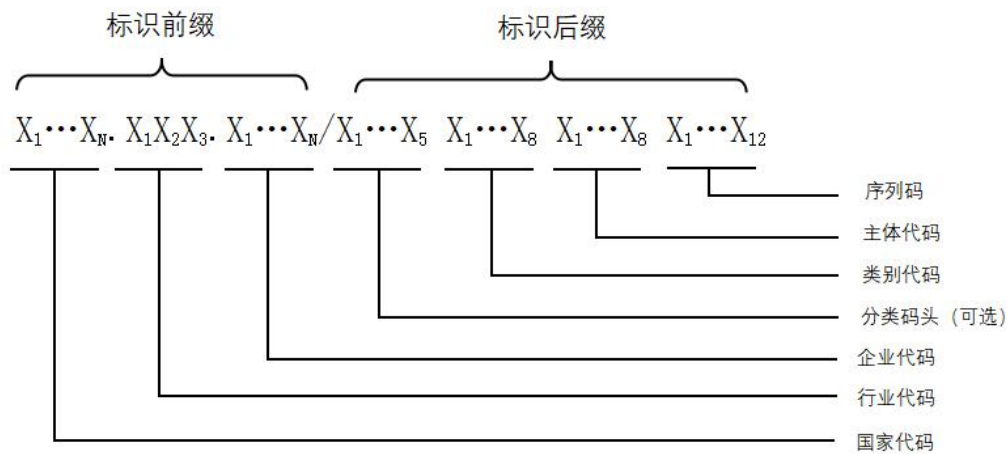 标识前缀 标识后缀
X₁···X_N. X₁X₂X₃. X₁···X_N/X₁···X₅ X₁···X₈ X₁···X₈ X₁···X₁₂
序列码
主体代码
类别代码
分类码头（可选）
企业代码
行业代码
国家代码